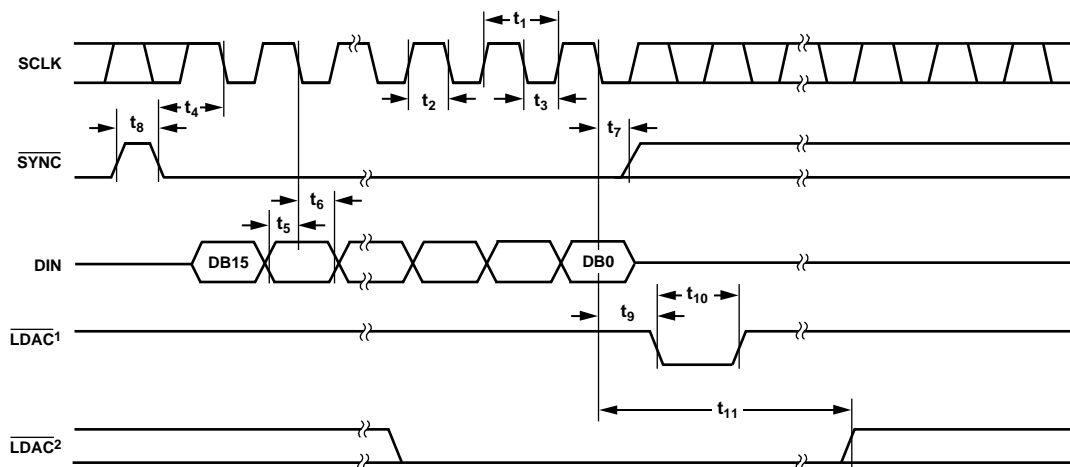 t1
SCLK
t2
t3
t4
t8
t7
SYNC
t6
t5
DIN
DB15
DB0
t10
t9
LDAC1
t11
LDAC2